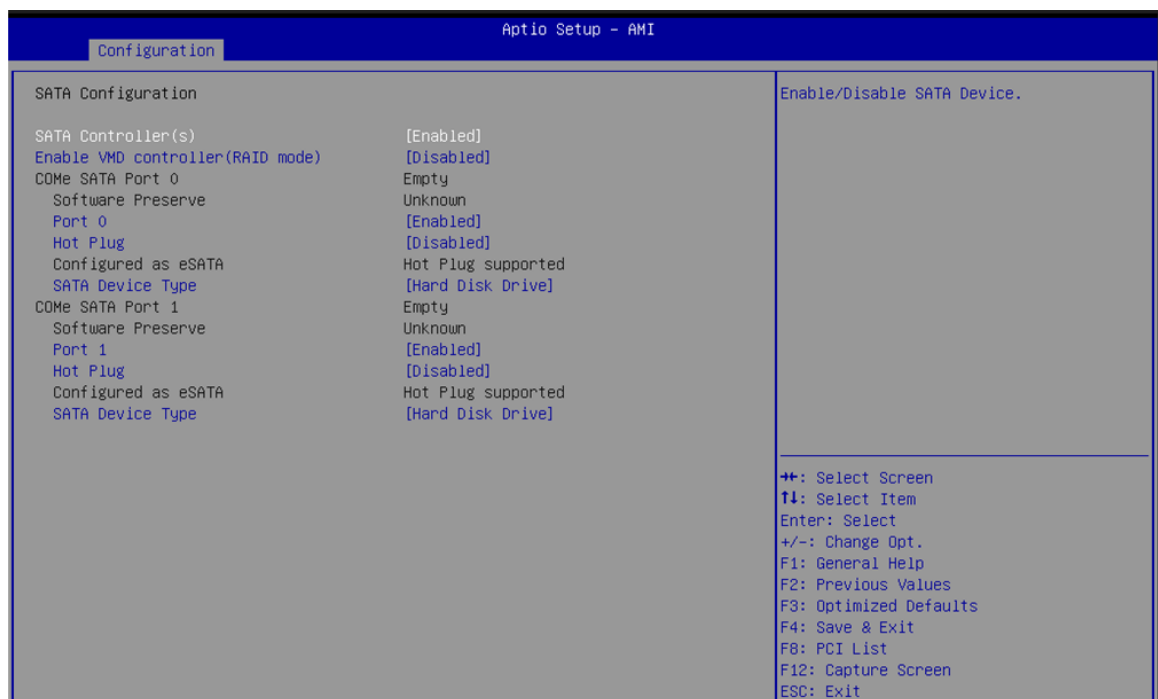 Aptio Setup - AMI
Configuration
SATA Configuration
SATA Controller(s) [Enabled]
Enable VMD controller(RAID mode) [Disabled]
COMe SATA Port 0 Empty
Software Preserve Unknown
Port 0 [Enabled]
Hot Plug [Disabled]
Configured as eSATA Hot Plug supported
SATA Device Type [Hard Disk Drive]
COMe SATA Port 1 Empty
Software Preserve Unknown
Port 1 [Enabled]
Hot Plug [Disabled]
Configured as eSATA Hot Plug supported
SATA Device Type [Hard Disk Drive]
Enable/Disable SATA Device.
→←: Select Screen
↑↓: Select Item
Enter: Select
+/-: Change Opt.
F1: General Help
F2: Previous Values
F3: Optimized Defaults
F4: Save & Exit
F8: PCI List
F12: Capture Screen
ESC: Exit